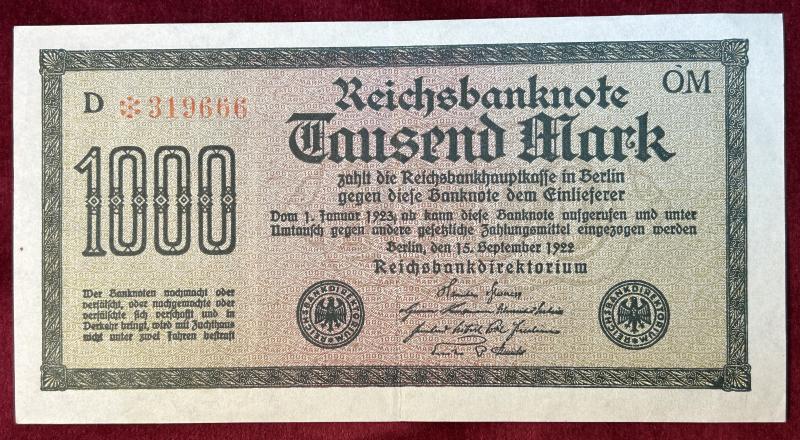 D *319666
ÖM
1000
Reichsbanknote
Tausend Mark
zahlt die Reichsbankhauptkasse in Berlin
gegen diese Banknote dem Einlieferer
Vom 1. Januar 1923 ab kann diese Banknote aufgerufen und unter
Umtausch gegen andere gesetzliche Zahlungsmittel eingezogen werden
Berlin, den 15. September 1922
Reichsbankdirektorium
Wer Banknoten nachmacht oder
verfälscht, oder nachgemachte oder
verfälschte sich verschafft und in
Verkehr bringt, wird mit Zuchthaus
nicht unter zwei Jahren bestraft
REICHSBANKDIREKTORIUM
REICHSBANKDIREKTORIUM